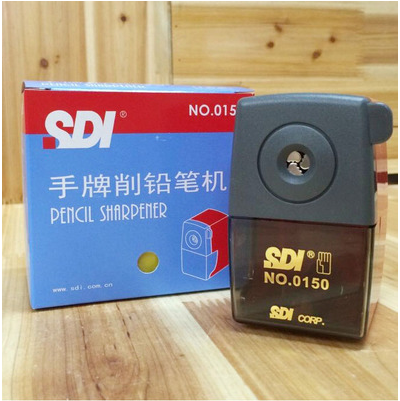 SDI®
NO.0150
手牌削铅笔机
PENCIL SHARPENER
www.sdi.com.cn
SDI®
NO.0150
SDI CORP.